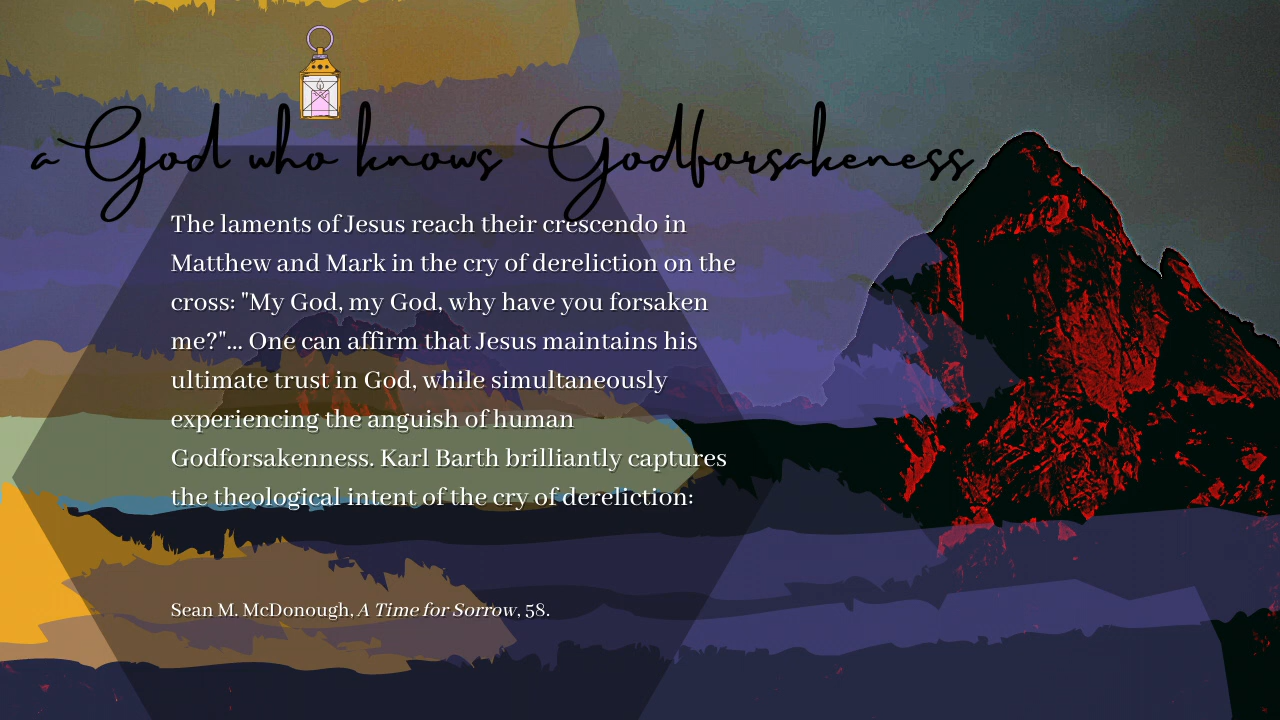 a God who knows Godforsakeness
The laments of Jesus reach their crescendo in
Matthew and Mark in the cry of dereliction on the
cross: "My God, my God, why have you forsaken
me?"... One can affirm that Jesus maintains his
ultimate trust in God, while simultaneously
experiencing the anguish of human
Godforsakenness. Karl Barth brilliantly captures
the theological intent of the cry of dereliction:
Sean M. McDonough, A Time for Sorrow, 58.